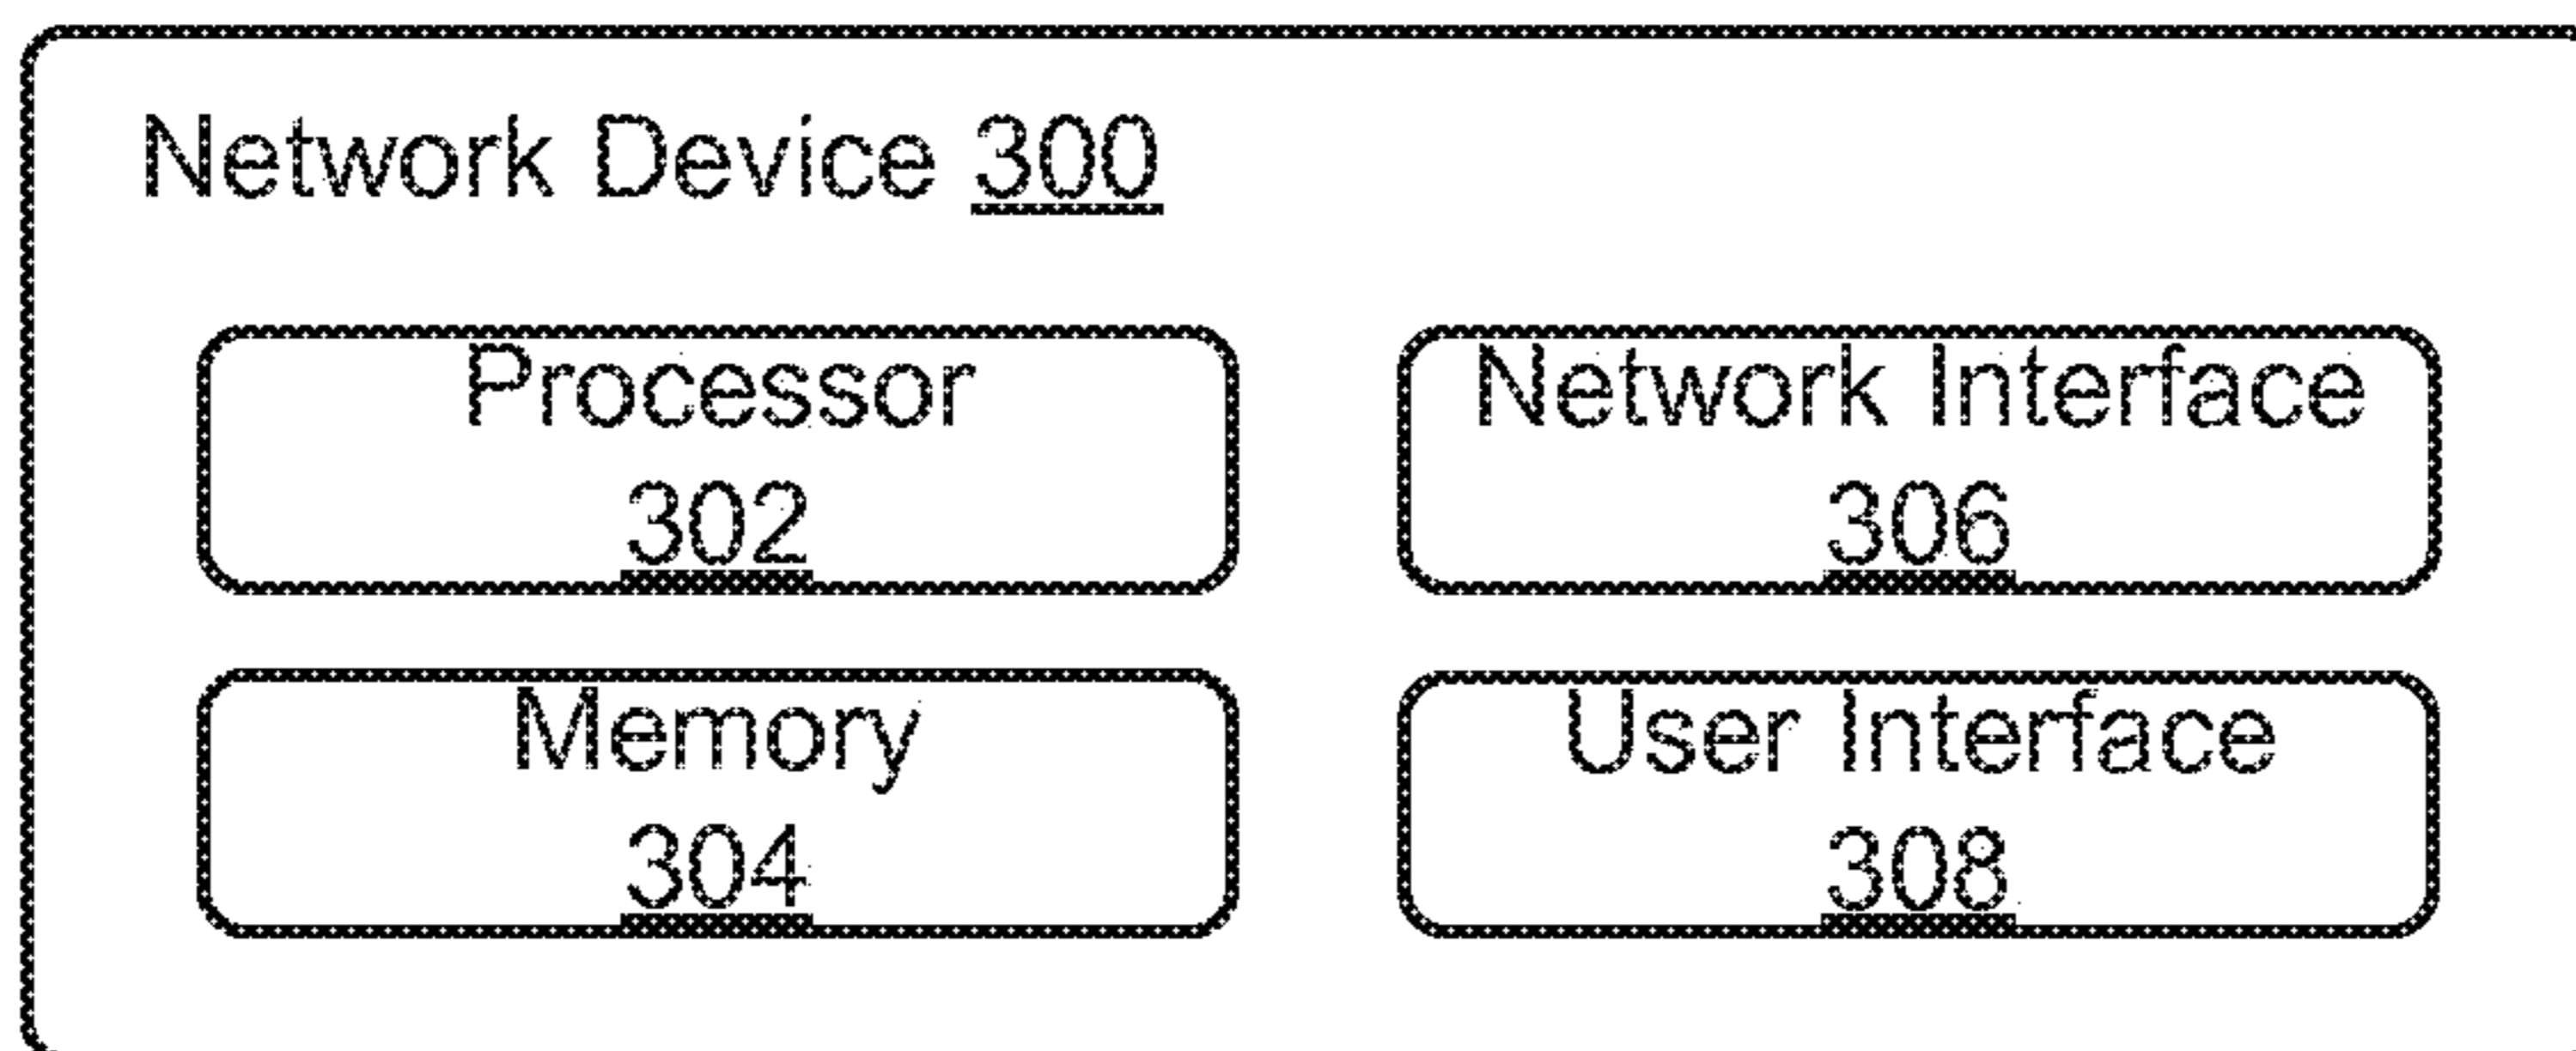 Network Device 300
Processor
302
Network Interface
306
Memory
304
User Interface
308